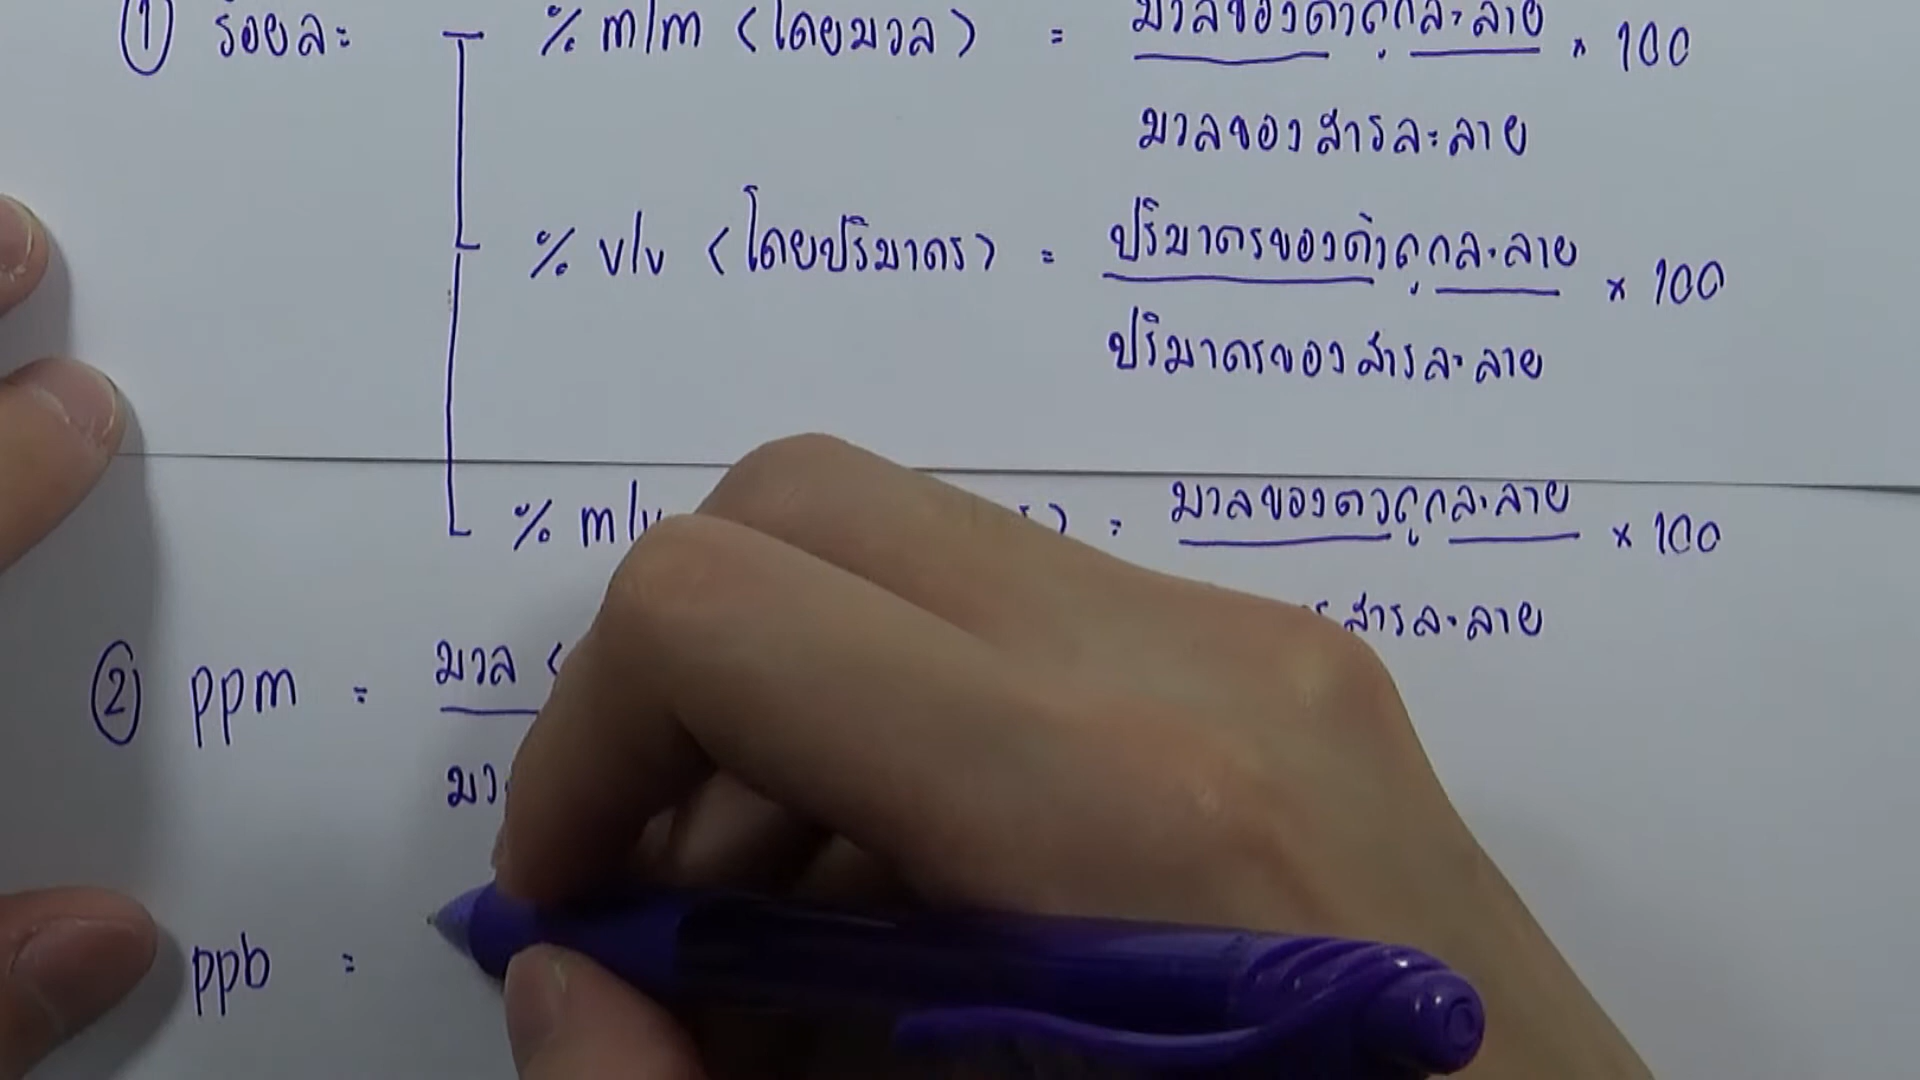 ① ร้อยละ % m/m (โดยมวล) = มวลของตัวถูกละลาย × 100
มวลของสารละลาย
% v/v (โดยปริมาตร) = ปริมาตรของตัวถูกละลาย × 100
ปริมาตรของสารละลาย
% m/v ) = มวลของตัวถูกละลาย × 100
สารละลาย
② ppm = มวล (
ppb =